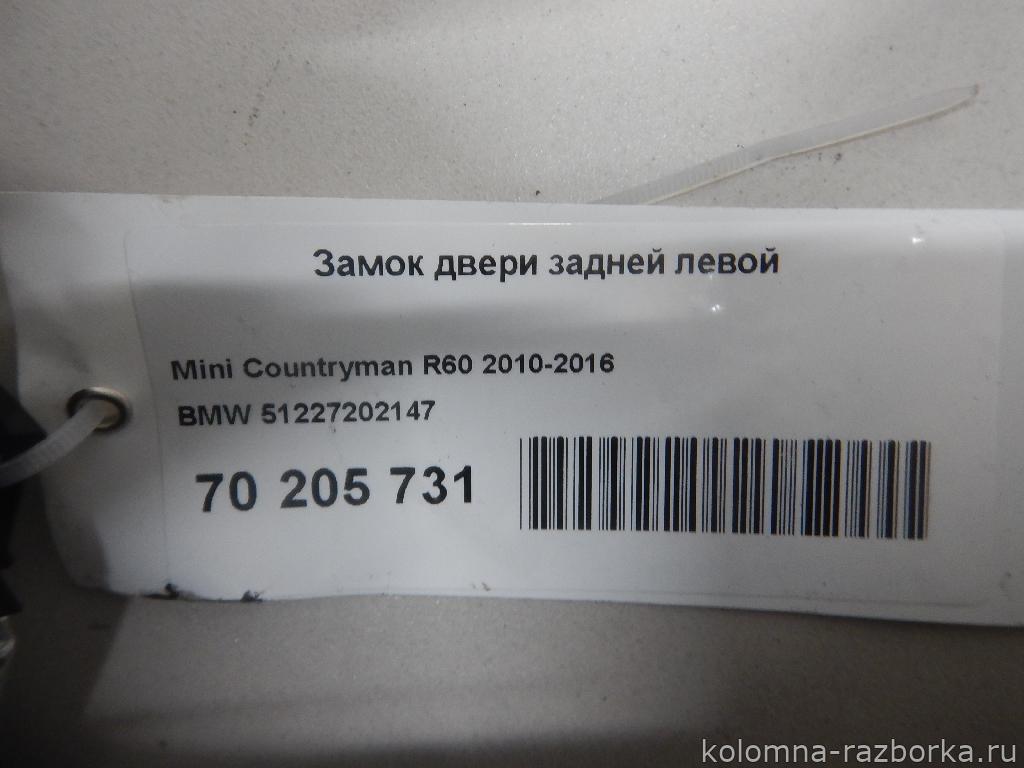 Замок двери задней левой
Mini Countryman R60 2010-2016
BMW 51227202147
70 205 731
kolomna-razborka.ru